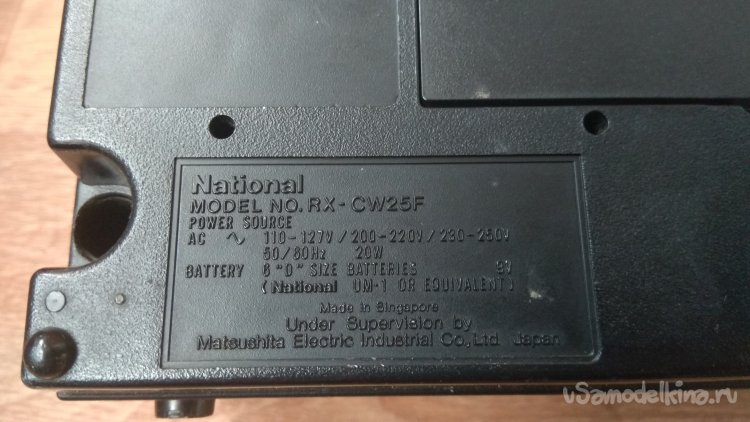 National
MODEL NO. RX-CW25F
POWER SOURCE
AC ∿ 110-127V/200-220V/230-250V
50/60Hz 20W
BATTERY 6 "D" SIZE BATTERIES 9V
(National UM-1 OR EQUIVALENT)
Made in Singapore
Under Supervision by
Matsushita Electric Industrial Co., Ltd. Japan
vSamodelkino.ru